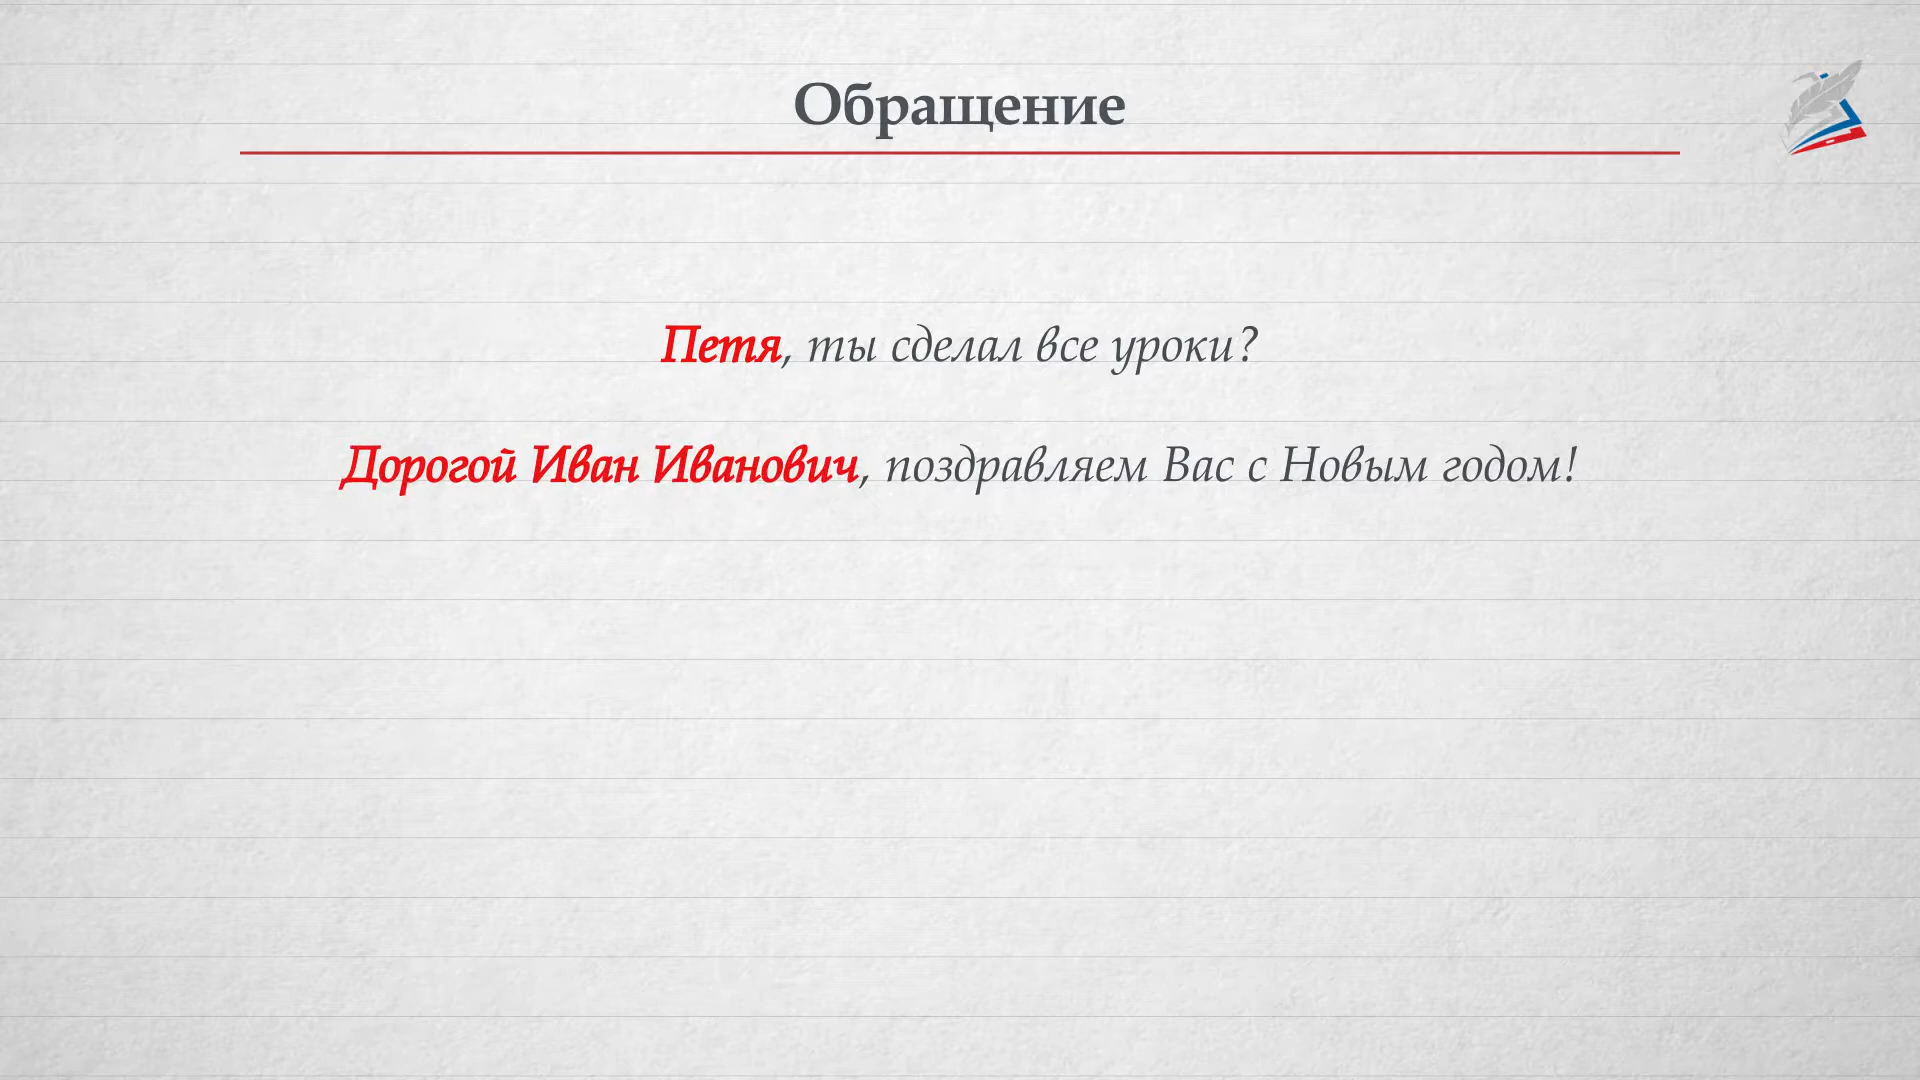 Обращение
Петя, ты сделал все уроки?
Дорогой Иван Иванович, поздравляем Вас с Новым годом!